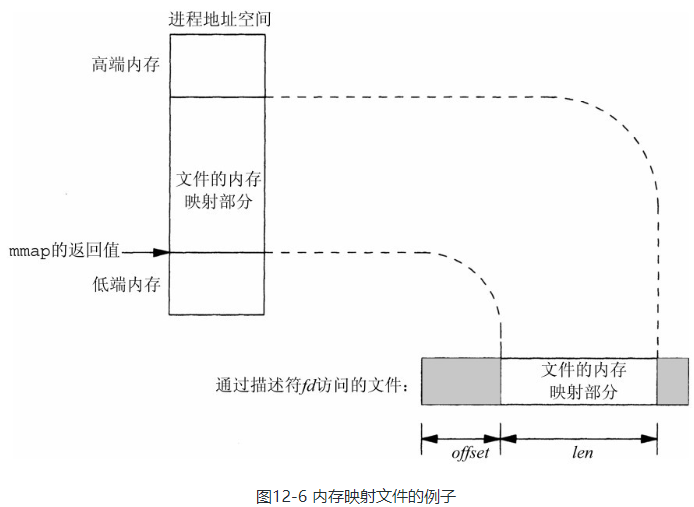 进程地址空间
高端内存
文件的内存
映射部分
mmap的返回值
低端内存
通过描述符fd访问的文件:
文件的内存
映射部分
offset
len
图12-6 内存映射文件的例子